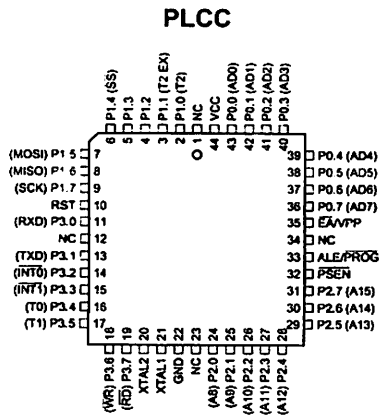 PLCC
P1.4 (SS)
P1.3
P1.2
P1.1 (T2 EX)
P1.0 (T2)
NC
VCC
P0.0 (AD0)
P0.1 (AD1)
P0.2 (AD2)
P0.3 (AD3)
6 5 4 3 2 1 44 43 42 41 40
(MOSI) P1 5 7
(MISO) P1 6 8
(SCK) P1.7 9
RST 10
(RXD) P3.0 11
NC 12
(TXD) P3.1 13
(INT0) P3.2 14
(INT1) P3.3 15
(T0) P3.4 16
(T1) P3.5 17
39 P0.4 (AD4)
38 P0 5 (AD5)
37 P0.6 (AD6)
36 P0.7 (AD7)
35 EA/VPP
34 NC
33 ALE/PROG
32 PSEN
31 P2.7 (A15)
30 P2.6 (A14)
29 P2.5 (A13)
18 19 20 21 22 23 24 25 26 27 28
(WR) P3.6
(RD) P3.7
XTAL2
XTAL1
GND
NC
(A8) P2.0
(A9) P2.1
(A10) P2.2
(A11) P2.3
(A12) P2.4